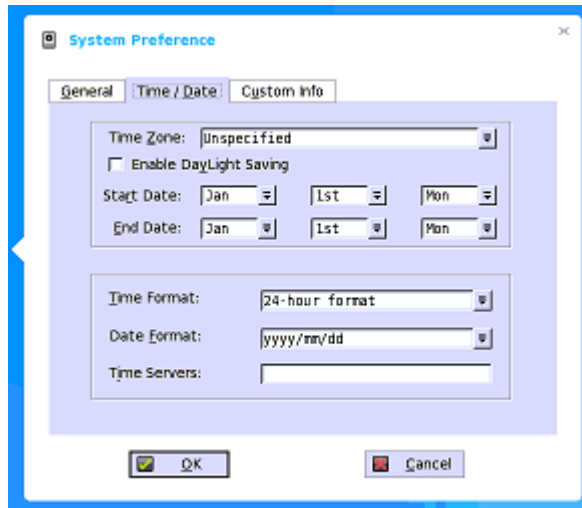 System Preference
General Time / Date Custom Info
Time Zone: Unspecified
Enable DayLight Saving
Start Date: Jan 1st Mon
End Date: Jan 1st Mon
Time Format: 24-hour format
Date Format: yyyy/mm/dd
Time Servers:
OK Cancel